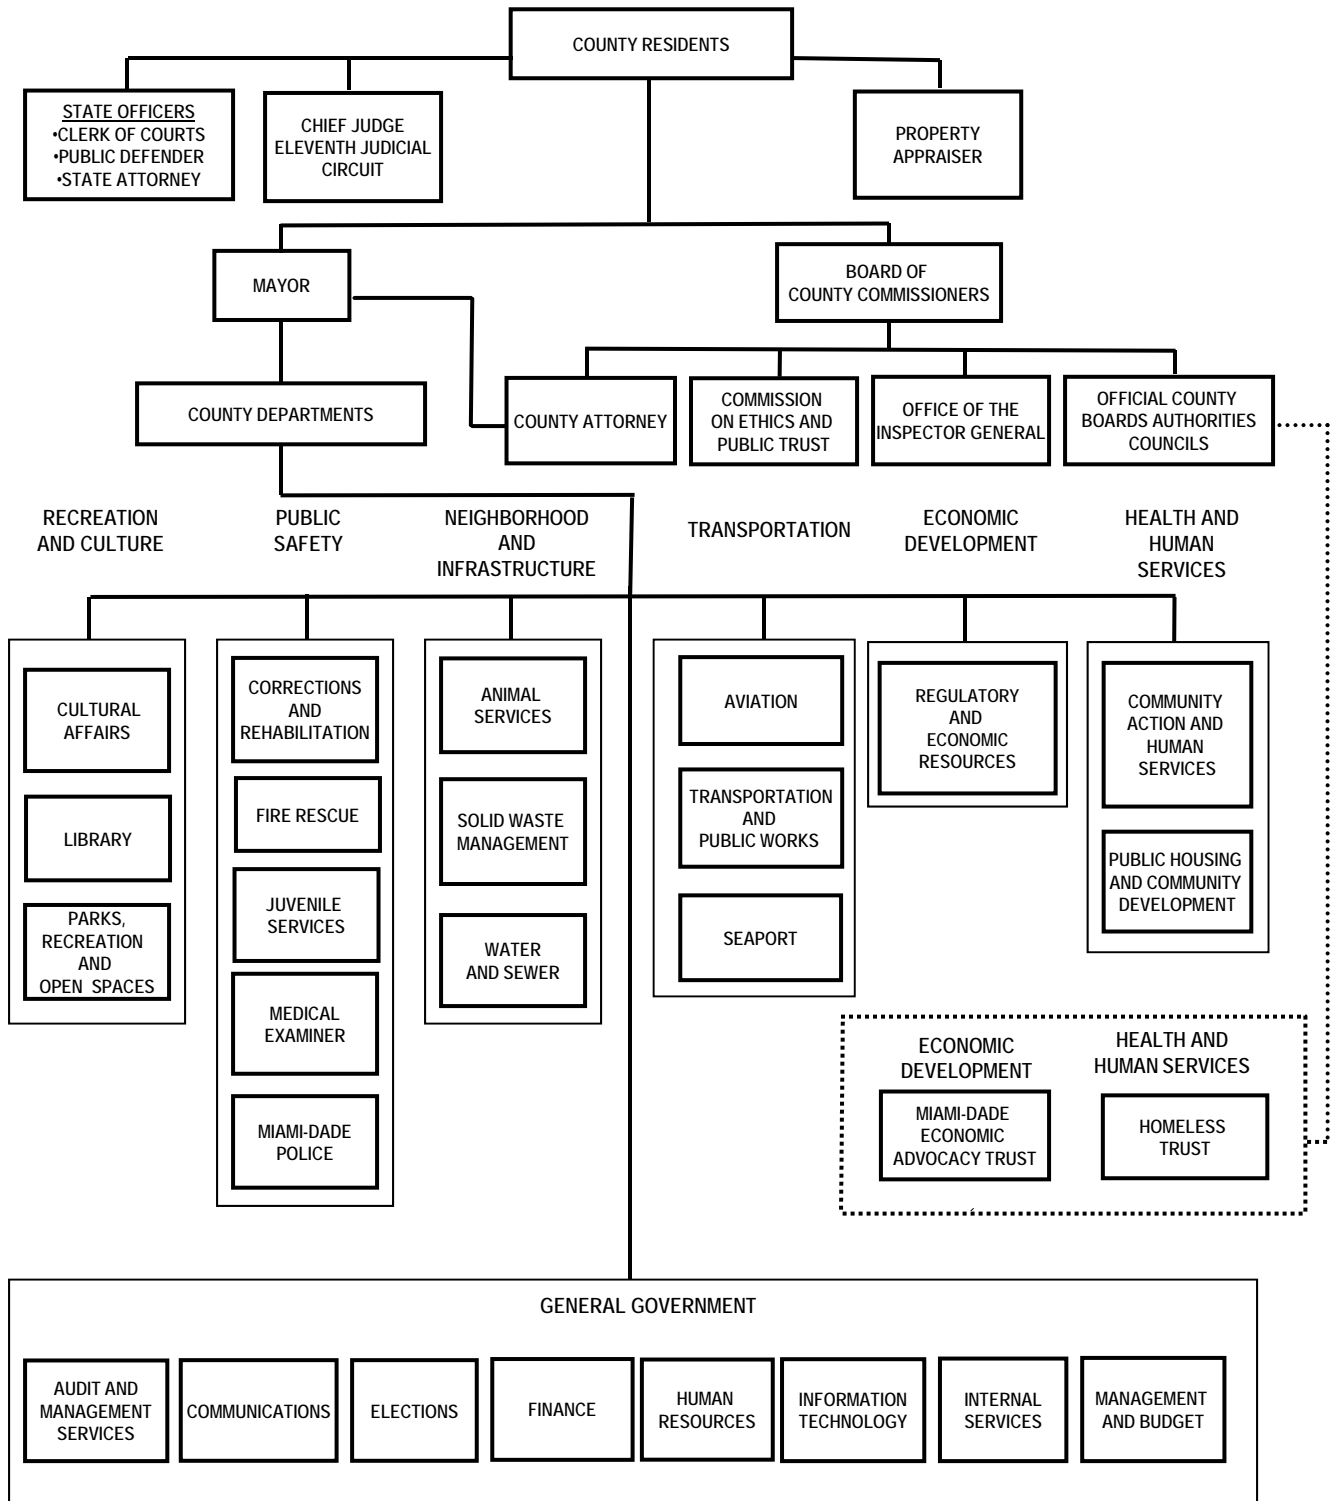 COUNTY RESIDENTS
STATE OFFICERS
•CLERK OF COURTS
•PUBLIC DEFENDER
•STATE ATTORNEY
CHIEF JUDGE
ELEVENTH JUDICIAL
CIRCUIT
PROPERTY
APPRAISER
MAYOR
BOARD OF
COUNTY COMMISSIONERS
COUNTY DEPARTMENTS
COUNTY ATTORNEY
COMMISSION
ON ETHICS AND
PUBLIC TRUST
OFFICE OF THE
INSPECTOR GENERAL
OFFICIAL COUNTY
BOARDS AUTHORITIES
COUNCILS
RECREATION
AND CULTURE
PUBLIC
SAFETY
NEIGHBORHOOD
AND
INFRASTRUCTURE
TRANSPORTATION
ECONOMIC
DEVELOPMENT
HEALTH AND
HUMAN
SERVICES
CULTURAL
AFFAIRS
LIBRARY
PARKS,
RECREATION
AND
OPEN SPACES
CORRECTIONS
AND
REHABILITATION
FIRE RESCUE
JUVENILE
SERVICES
MEDICAL
EXAMINER
MIAMI-DADE
POLICE
ANIMAL
SERVICES
SOLID WASTE
MANAGEMENT
WATER
AND SEWER
AVIATION
TRANSPORTATION
AND
PUBLIC WORKS
SEAPORT
REGULATORY
AND
ECONOMIC
RESOURCES
COMMUNITY
ACTION AND
HUMAN
SERVICES
PUBLIC HOUSING
AND COMMUNITY
DEVELOPMENT
ECONOMIC
DEVELOPMENT
MIAMI-DADE
ECONOMIC
ADVOCACY TRUST
HEALTH AND
HUMAN SERVICES
HOMELESS
TRUST
GENERAL GOVERNMENT
AUDIT AND
MANAGEMENT
SERVICES
COMMUNICATIONS
ELECTIONS
FINANCE
HUMAN
RESOURCES
INFORMATION
TECHNOLOGY
INTERNAL
SERVICES
MANAGEMENT
AND BUDGET